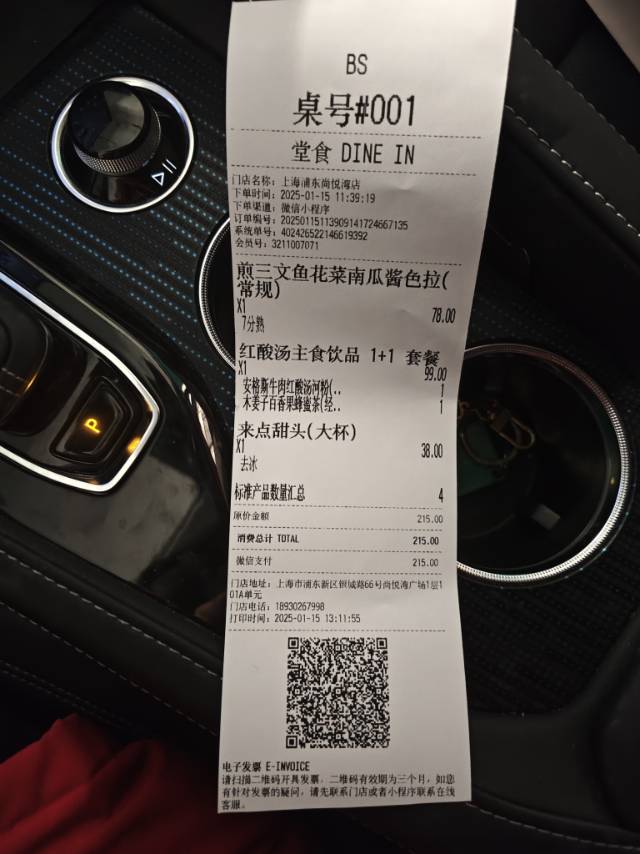 BS
桌号#001
堂食 DINE IN
门店名称: 上海浦东尚悦湾店
下单时间: 2025-01-15 11:39:19
下单渠道: 微信小程序
订单编号: 20250115113909141724667135
系统单号: 402426522146619392
会员号: 3211007071
煎三文鱼花菜南瓜酱色拉(
常规)
X1 78.00
7分熟
红酸汤主食饮品 1+1 套餐
X1 99.00
安格斯牛肉红酸汤河粉(.. 1
木姜子百香果蜂蜜茶(经.. 1
来点甜头(大杯)
X1 38.00
去冰
标准产品数量汇总 4
原价金额 215.00
消费总计 TOTAL 215.00
微信支付 215.00
门店地址: 上海市浦东新区银城路66号尚悦湾广场1层1
01A单元
门店电话: 18930267998
打印时间: 2025-01-15 13:11:55
电子发票 E-INVOICE
请扫描二维码开具发票, 二维码有效期为三个月, 如您
有针对发票的疑问, 请先联系门店或者小程序联系在线
客服。
P